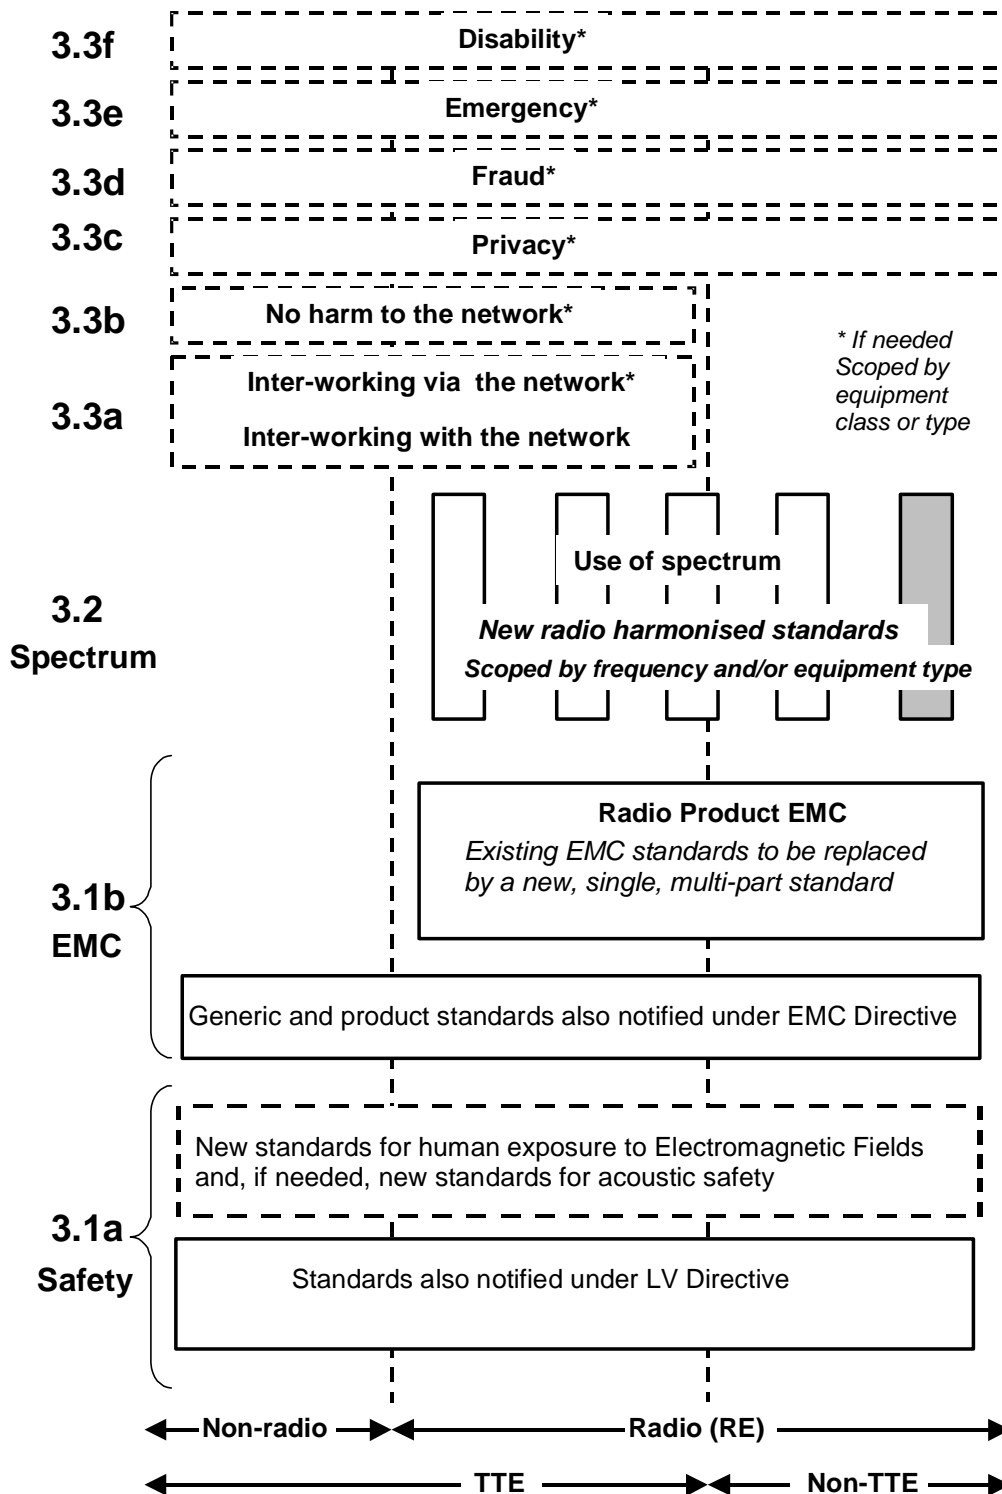 3.3f
Disability*
3.3e
Emergency*
3.3d
Fraud*
3.3c
Privacy*
3.3b
No harm to the network*
* If needed
Scoped by
equipment
class or type
3.3a
Inter-working via the network*
Inter-working with the network
3.2
Spectrum
Use of spectrum
New radio harmonised standards
Scoped by frequency and/or equipment type
3.1b
EMC
Radio Product EMC
Existing EMC standards to be replaced
by a new, single, multi-part standard
Generic and product standards also notified under EMC Directive
3.1a
Safety
New standards for human exposure to Electromagnetic Fields
and, if needed, new standards for acoustic safety
Standards also notified under LV Directive
Non-radio
Radio (RE)
TTE
Non-TTE